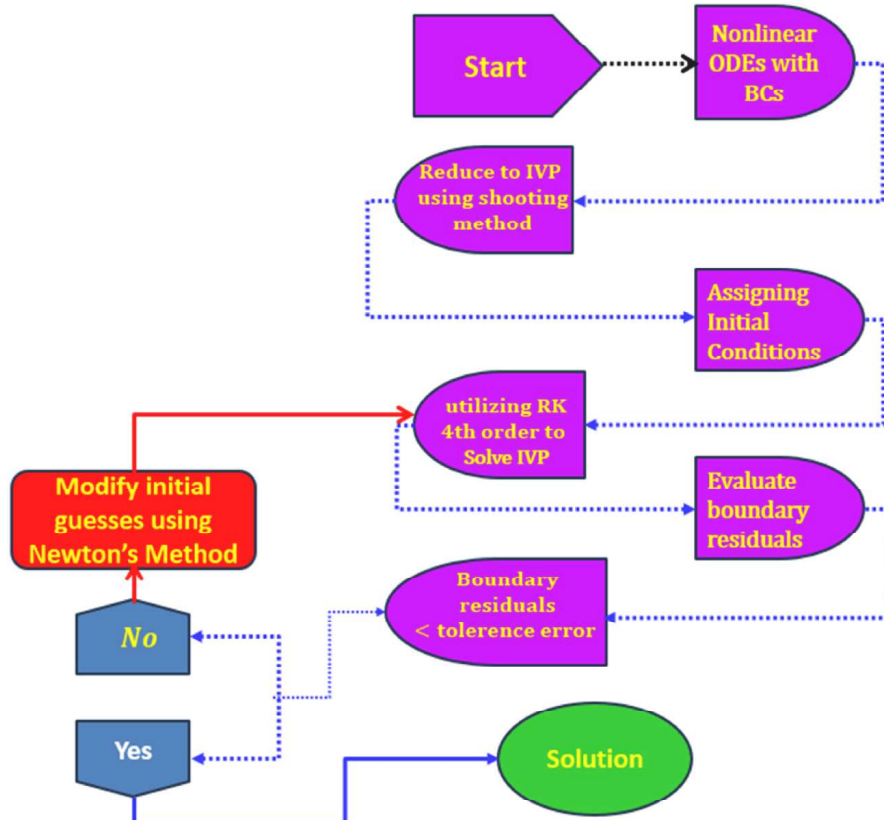 Start
Nonlinear
ODEs with
BCs
Reduce to IVP
using shooting
method
Assigning
Initial
Conditions
utilizing RK
4th order to
Solve IVP
Evaluate
boundary
residuals
Modify initial
guesses using
Newton's Method
Boundary
residuals
< tolerence error
No
Yes
Solution